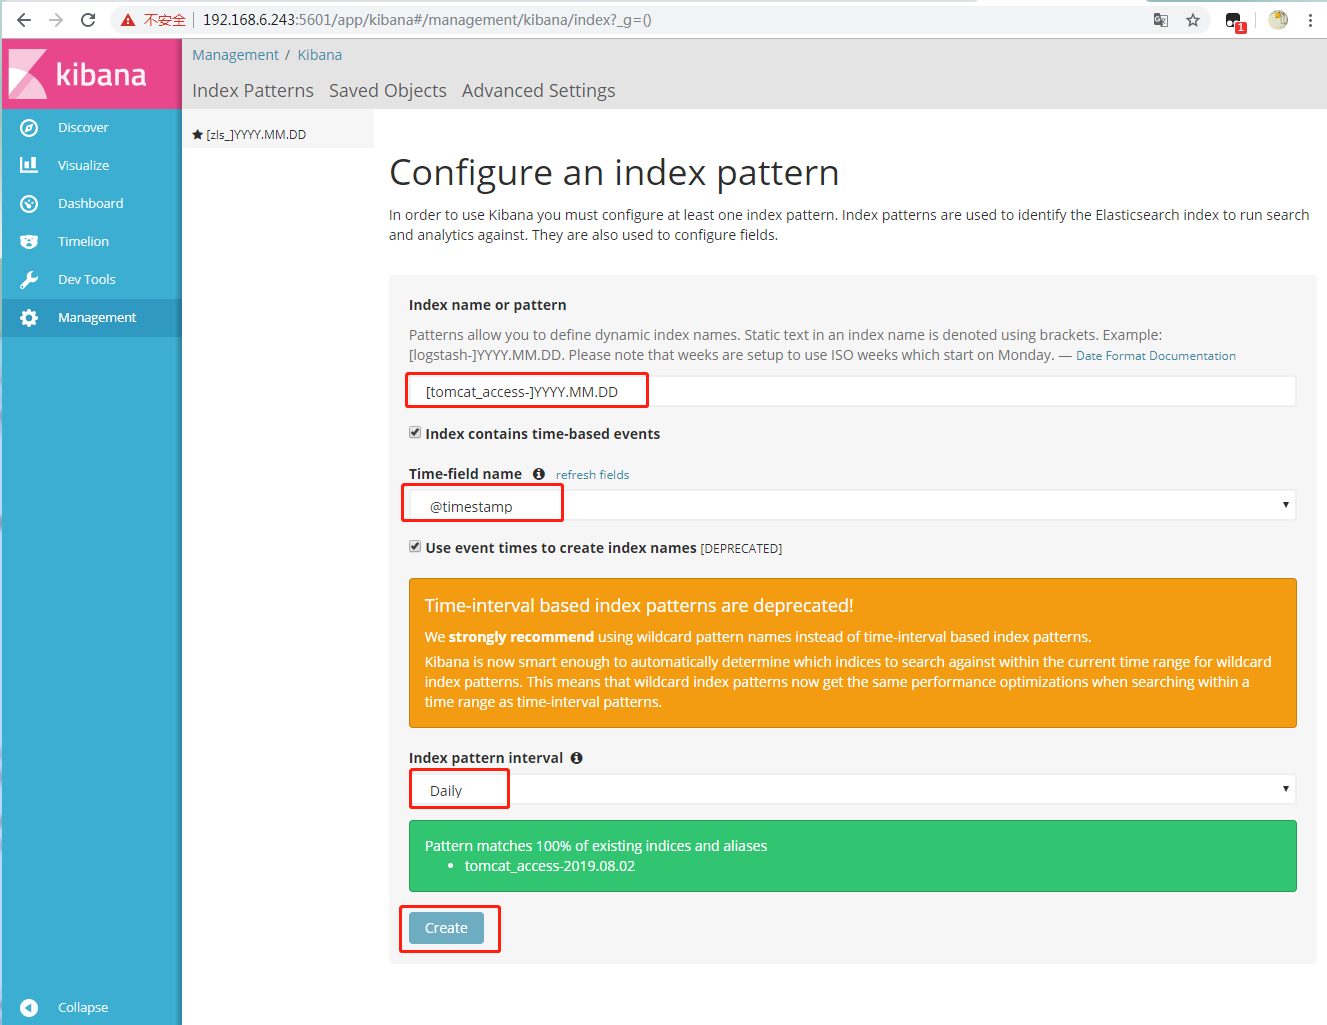 不安全 192.168.6.243:5601/app/kibana#/management/kibana/index?_g=()
1
kibana
Discover
Visualize
Dashboard
Timelion
Dev Tools
Management
Collapse
Management / Kibana
Index Patterns Saved Objects Advanced Settings
★ [zls_]YYYY.MM.DD
Configure an index pattern
In order to use Kibana you must configure at least one index pattern. Index patterns are used to identify the Elasticsearch index to run search
and analytics against. They are also used to configure fields.
Index name or pattern
Patterns allow you to define dynamic index names. Static text in an index name is denoted using brackets. Example:
[logstash-]YYYY.MM.DD. Please note that weeks are setup to use ISO weeks which start on Monday. — Date Format Documentation
[tomcat_access-]YYYY.MM.DD
Index contains time-based events
Time-field name refresh fields
@timestamp
Use event times to create index names [DEPRECATED]
Time-interval based index patterns are deprecated!
We strongly recommend using wildcard pattern names instead of time-interval based index patterns.
Kibana is now smart enough to automatically determine which indices to search against within the current time range for wildcard
index patterns. This means that wildcard index patterns now get the same performance optimizations when searching within a
time range as time-interval patterns.
Index pattern interval
Daily
Pattern matches 100% of existing indices and aliases
• tomcat_access-2019.08.02
Create